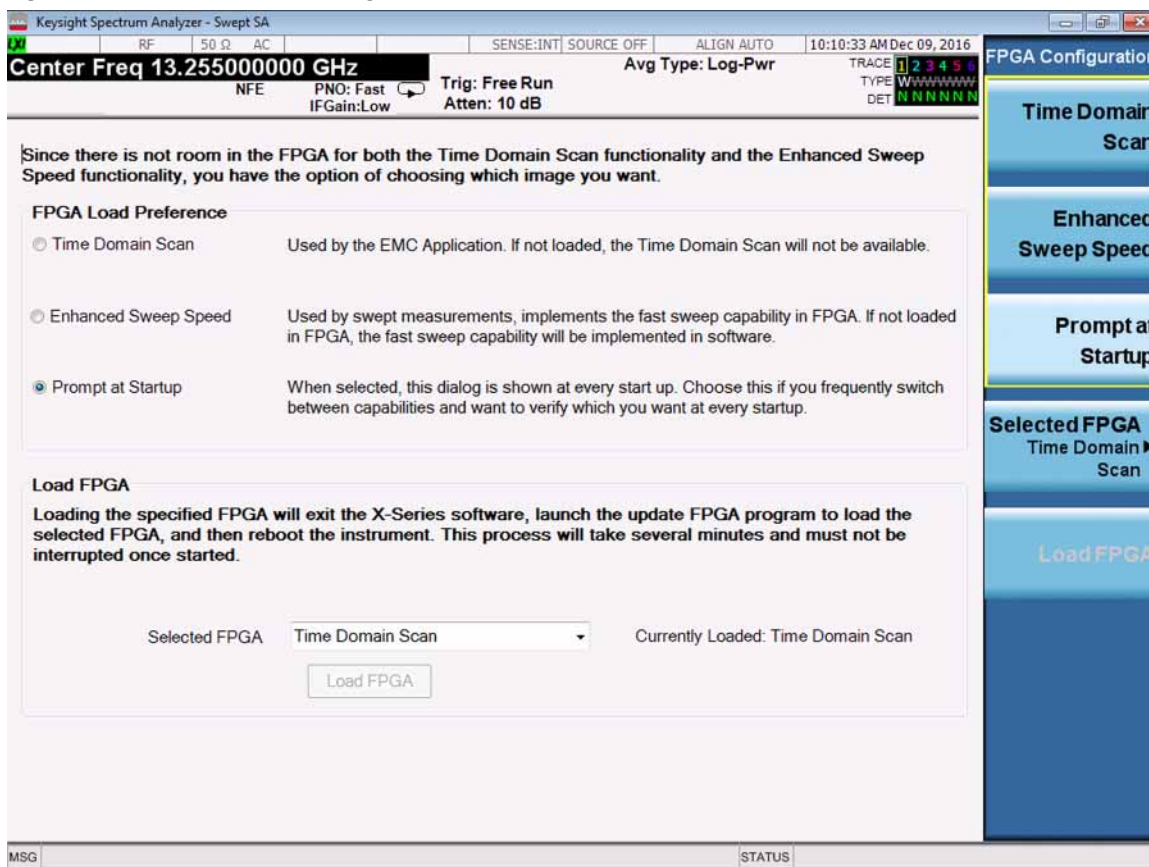 Keysight Spectrum Analyzer - Swept SA
LXI RF 50 Ω AC SENSE:INT SOURCE OFF ALIGN AUTO 10:10:33 AM Dec 09, 2016
Center Freq 13.255000000 GHz
NFE
PNO: Fast
IFGain:Low
Trig: Free Run
Atten: 10 dB
Avg Type: Log-Pwr
TRACE 1 2 3 4 5 6
TYPE WWWWWW
DET N N N N N N
Since there is not room in the FPGA for both the Time Domain Scan functionality and the Enhanced Sweep
Speed functionality, you have the option of choosing which image you want.
FPGA Load Preference
Time Domain Scan
Used by the EMC Application. If not loaded, the Time Domain Scan will not be available.
Enhanced Sweep Speed
Used by swept measurements, implements the fast sweep capability in FPGA. If not loaded
in FPGA, the fast sweep capability will be implemented in software.
Prompt at Startup
When selected, this dialog is shown at every start up. Choose this if you frequently switch
between capabilities and want to verify which you want at every startup.
Load FPGA
Loading the specified FPGA will exit the X-Series software, launch the update FPGA program to load the
selected FPGA, and then reboot the instrument. This process will take several minutes and must not be
interrupted once started.
Selected FPGA Time Domain Scan Currently Loaded: Time Domain Scan
Load FPGA
FPGA Configuration
Time Domain
Scan
Enhanced
Sweep Speed
Prompt at
Startup
Selected FPGA
Time Domain
Scan
Load FPGA
MSG STATUS